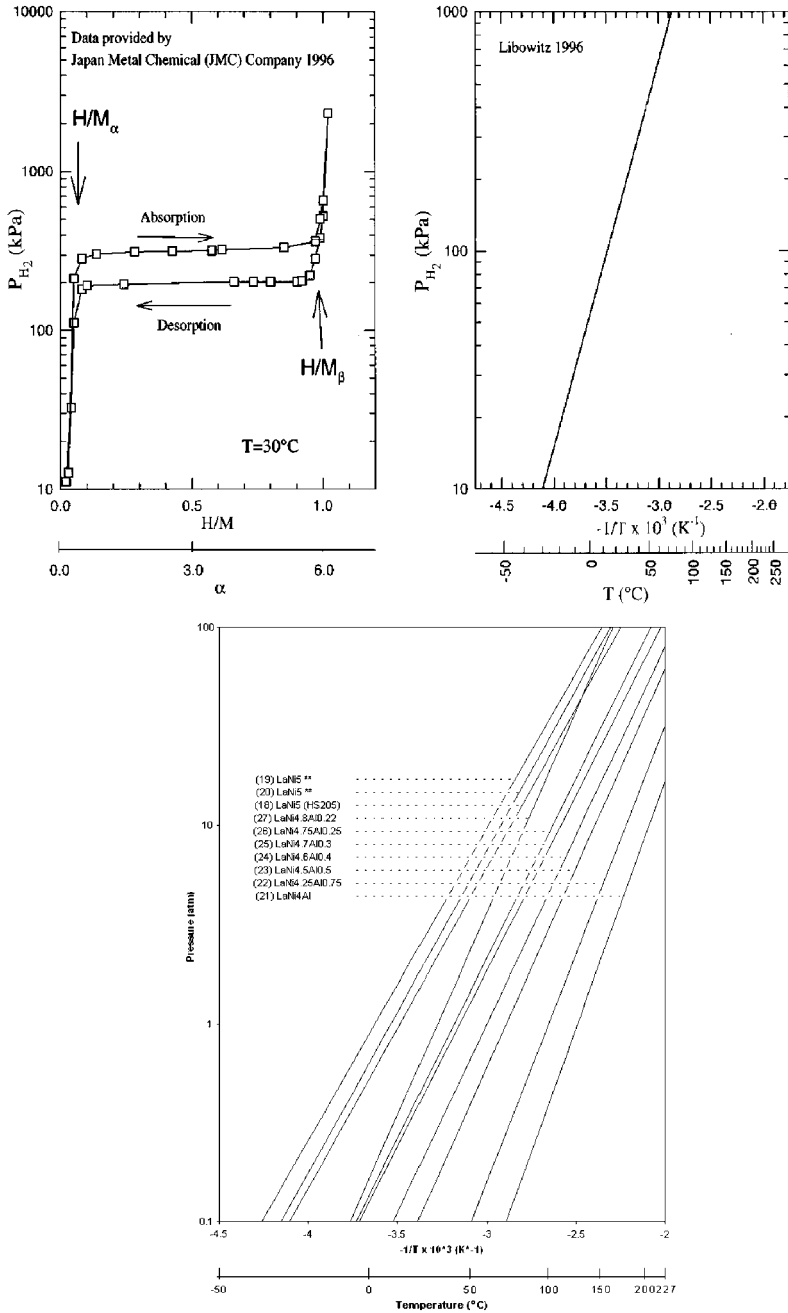 Data provided by
Japan Metal Chemical (JMC) Company 1996
H/Mα
Absorption
Desorption
H/Mβ
T=30°C
10000
1000
100
10
P H2 (kPa)
0.0 0.5 1.0
H/M
0.0 3.0 6.0
α
Libowitz 1996
1000
100
10
P H2 (kPa)
-4.5 -4.0 -3.5 -3.0 -2.5 -2.0
-1/T x 10³ (K⁻¹)
-50 0 50 100 150 200 250
T (°C)
100
10
1
0.1
Pressure (atm)
(19) LaNi5 **
(20) LaNi5 **
(18) LaNi5 (HS205)
(27) LaNi4.8Al0.22
(26) LaNi4.75Al0.25
(25) LaNi4.7Al0.3
(24) LaNi4.6Al0.4
(23) LaNi4.5Al0.5
(22) LaNi4.25Al0.75
(21) LaNi4Al
-4.5 -4 -3.5 -3 -2.5 -2
-1/T x 10^3 (K^-1)
-50 0 50 100 150 200 227
Temperature (°C)